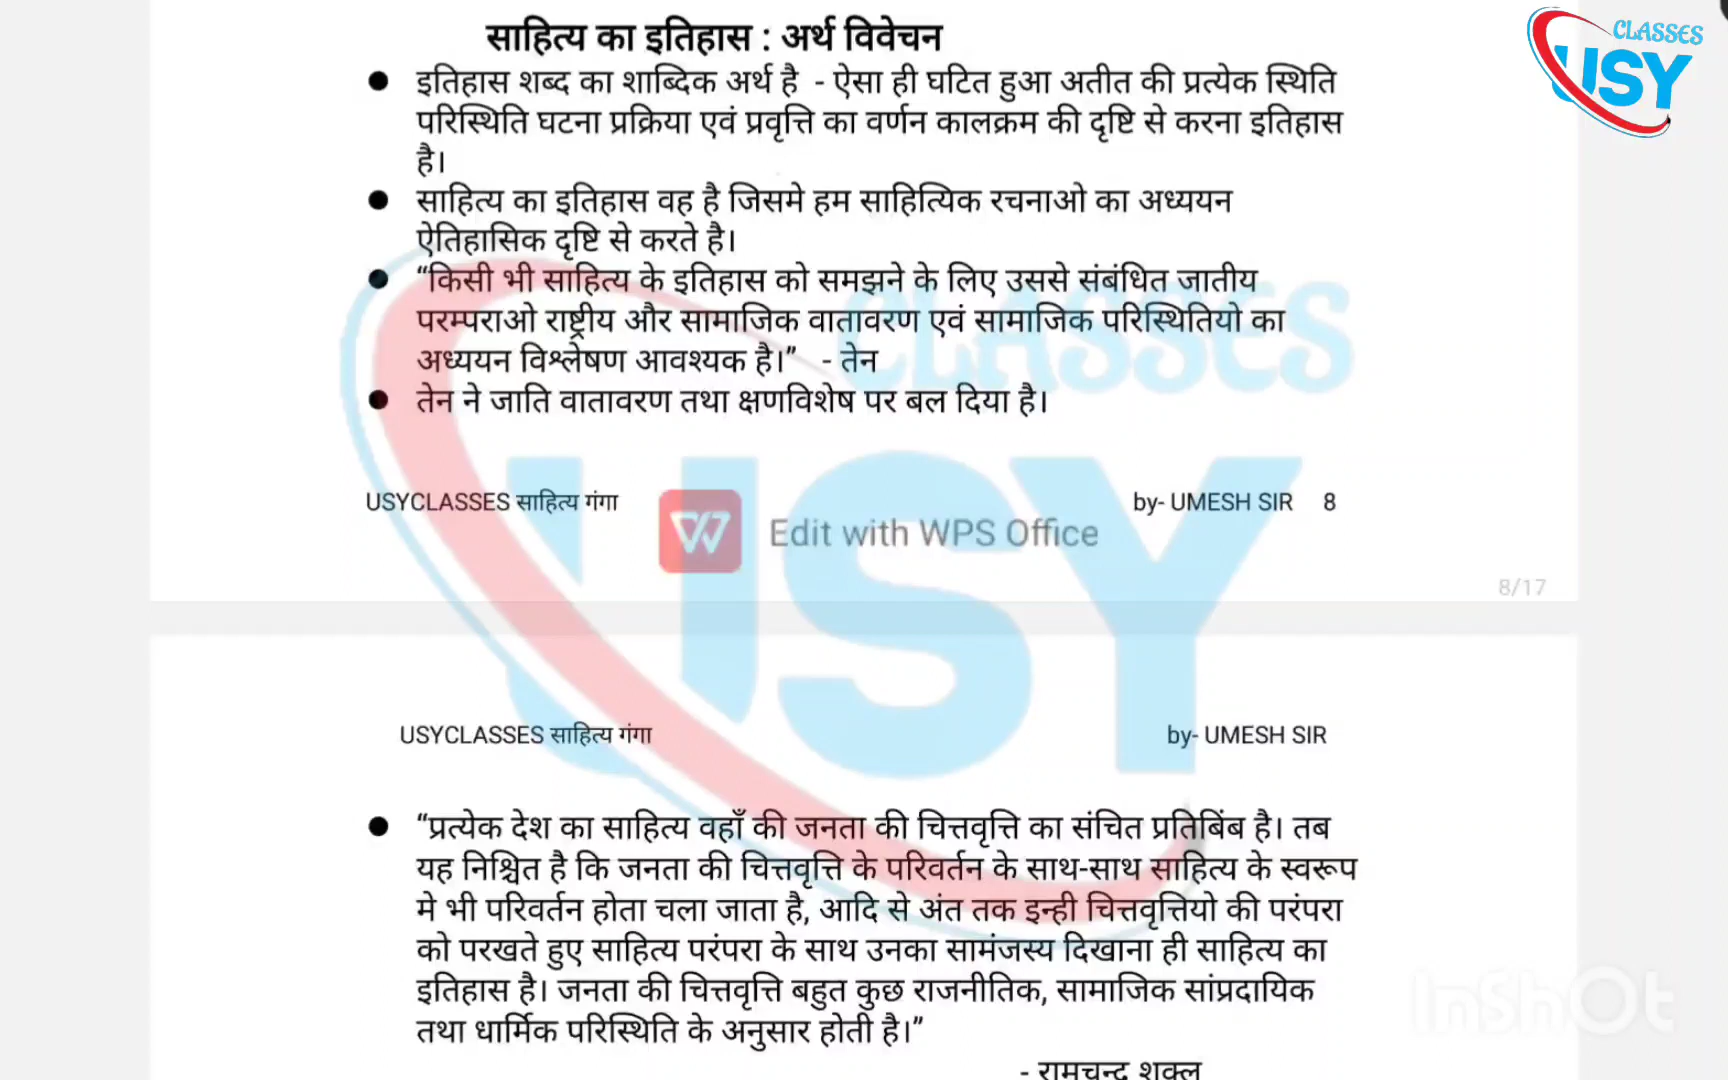 साहित्य का इतिहास : अर्थ विवेचन
CLASSES
USY
● इतिहास शब्द का शाब्दिक अर्थ है - ऐसा ही घटित हुआ अतीत की प्रत्येक स्थिति
परिस्थिति घटना प्रक्रिया एवं प्रवृत्ति का वर्णन कालक्रम की दृष्टि से करना इतिहास
है।
● साहित्य का इतिहास वह है जिसमे हम साहित्यिक रचनाओ का अध्ययन
ऐतिहासिक दृष्टि से करते है।
● “किसी भी साहित्य के इतिहास को समझने के लिए उससे संबंधित जातीय
परम्पराओ राष्ट्रीय और सामाजिक वातावरण एवं सामाजिक परिस्थितियो का
अध्ययन विश्लेषण आवश्यक है।” - तेन
● तेन ने जाति वातावरण तथा क्षणविशेष पर बल दिया है।
CLASSES
USY
USYCLASSES साहित्य गंगा by- UMESH SIR 8
Edit with WPS Office
8/17
USYCLASSES साहित्य गंगा by- UMESH SIR
● “प्रत्येक देश का साहित्य वहाँ की जनता की चित्तवृत्ति का संचित प्रतिबिंब है। तब
यह निश्चित है कि जनता की चित्तवृत्ति के परिवर्तन के साथ-साथ साहित्य के स्वरूप
मे भी परिवर्तन होता चला जाता है, आदि से अंत तक इन्ही चित्तवृत्तियो की परंपरा
को परखते हुए साहित्य परंपरा के साथ उनका सामंजस्य दिखाना ही साहित्य का
इतिहास है। जनता की चित्तवृत्ति बहुत कुछ राजनीतिक, सामाजिक सांप्रदायिक
तथा धार्मिक परिस्थिति के अनुसार होती है।”
- रामचन्द्र शुक्ल
InShOt